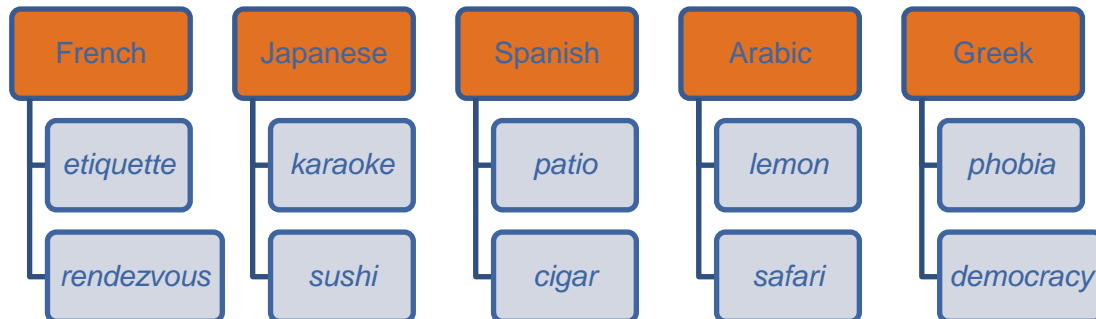 French
etiquette
rendezvous
Japanese
karaoke
sushi
Spanish
patio
cigar
Arabic
lemon
safari
Greek
phobia
democracy